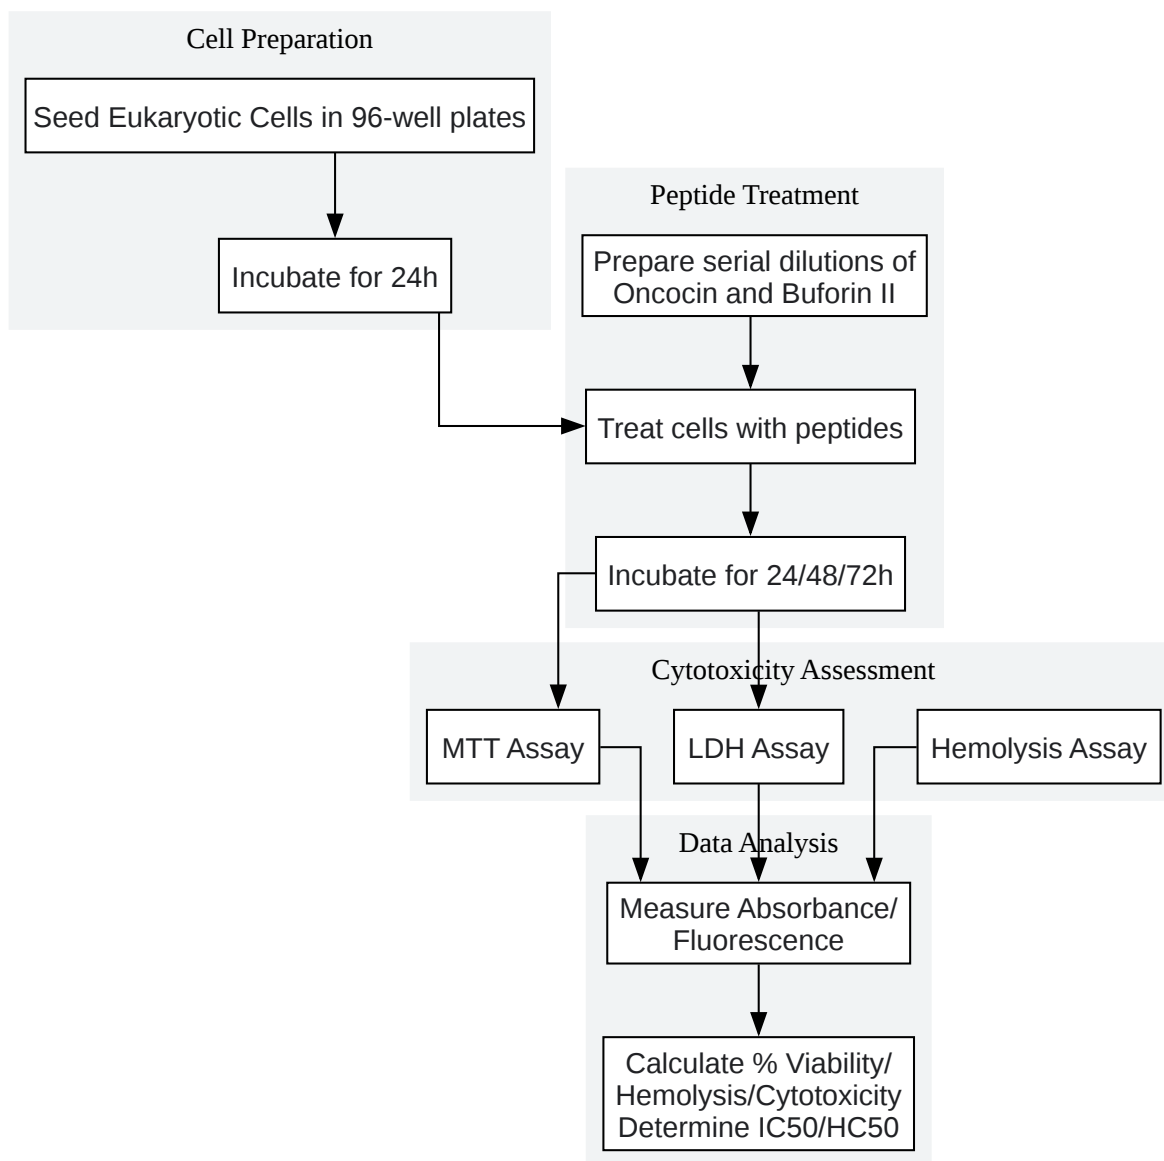 Cell Preparation
Seed Eukaryotic Cells in 96-well plates
Incubate for 24h
Peptide Treatment
Prepare serial dilutions of
Oncocin and Buforin II
Treat cells with peptides
Incubate for 24/48/72h
Cytotoxicity Assessment
MTT Assay
LDH Assay
Hemolysis Assay
Data Analysis
Measure Absorbance/
Fluorescence
Calculate % Viability/
Hemolysis/Cytotoxicity
Determine IC50/HC50